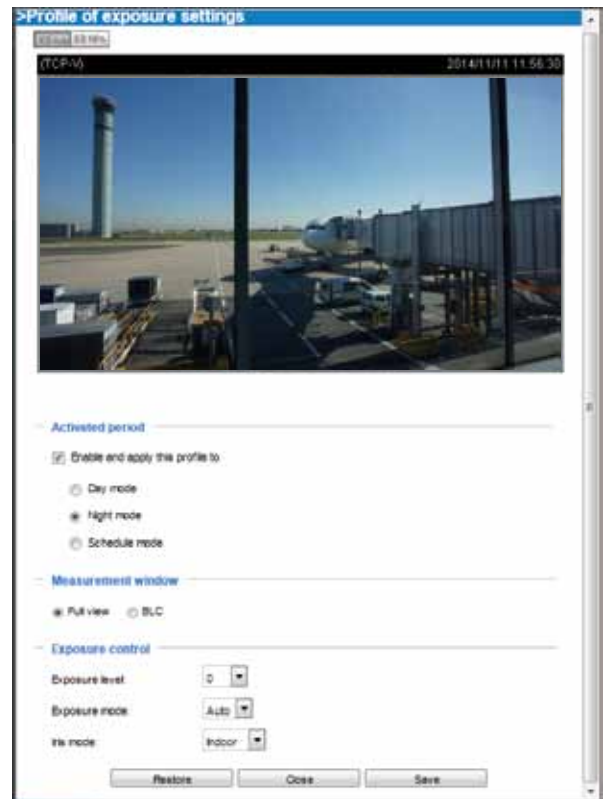 >Profile of exposure settings
(TCP-V) 2014/11/11 11:56:30
Activated period
Enable and apply this profile to
Day mode
Night mode
Schedule mode
Measurement window
Full view BLC
Exposure control
Exposure level: 0
Exposure mode: Auto
Iris mode: Indoor
Restore Close Save